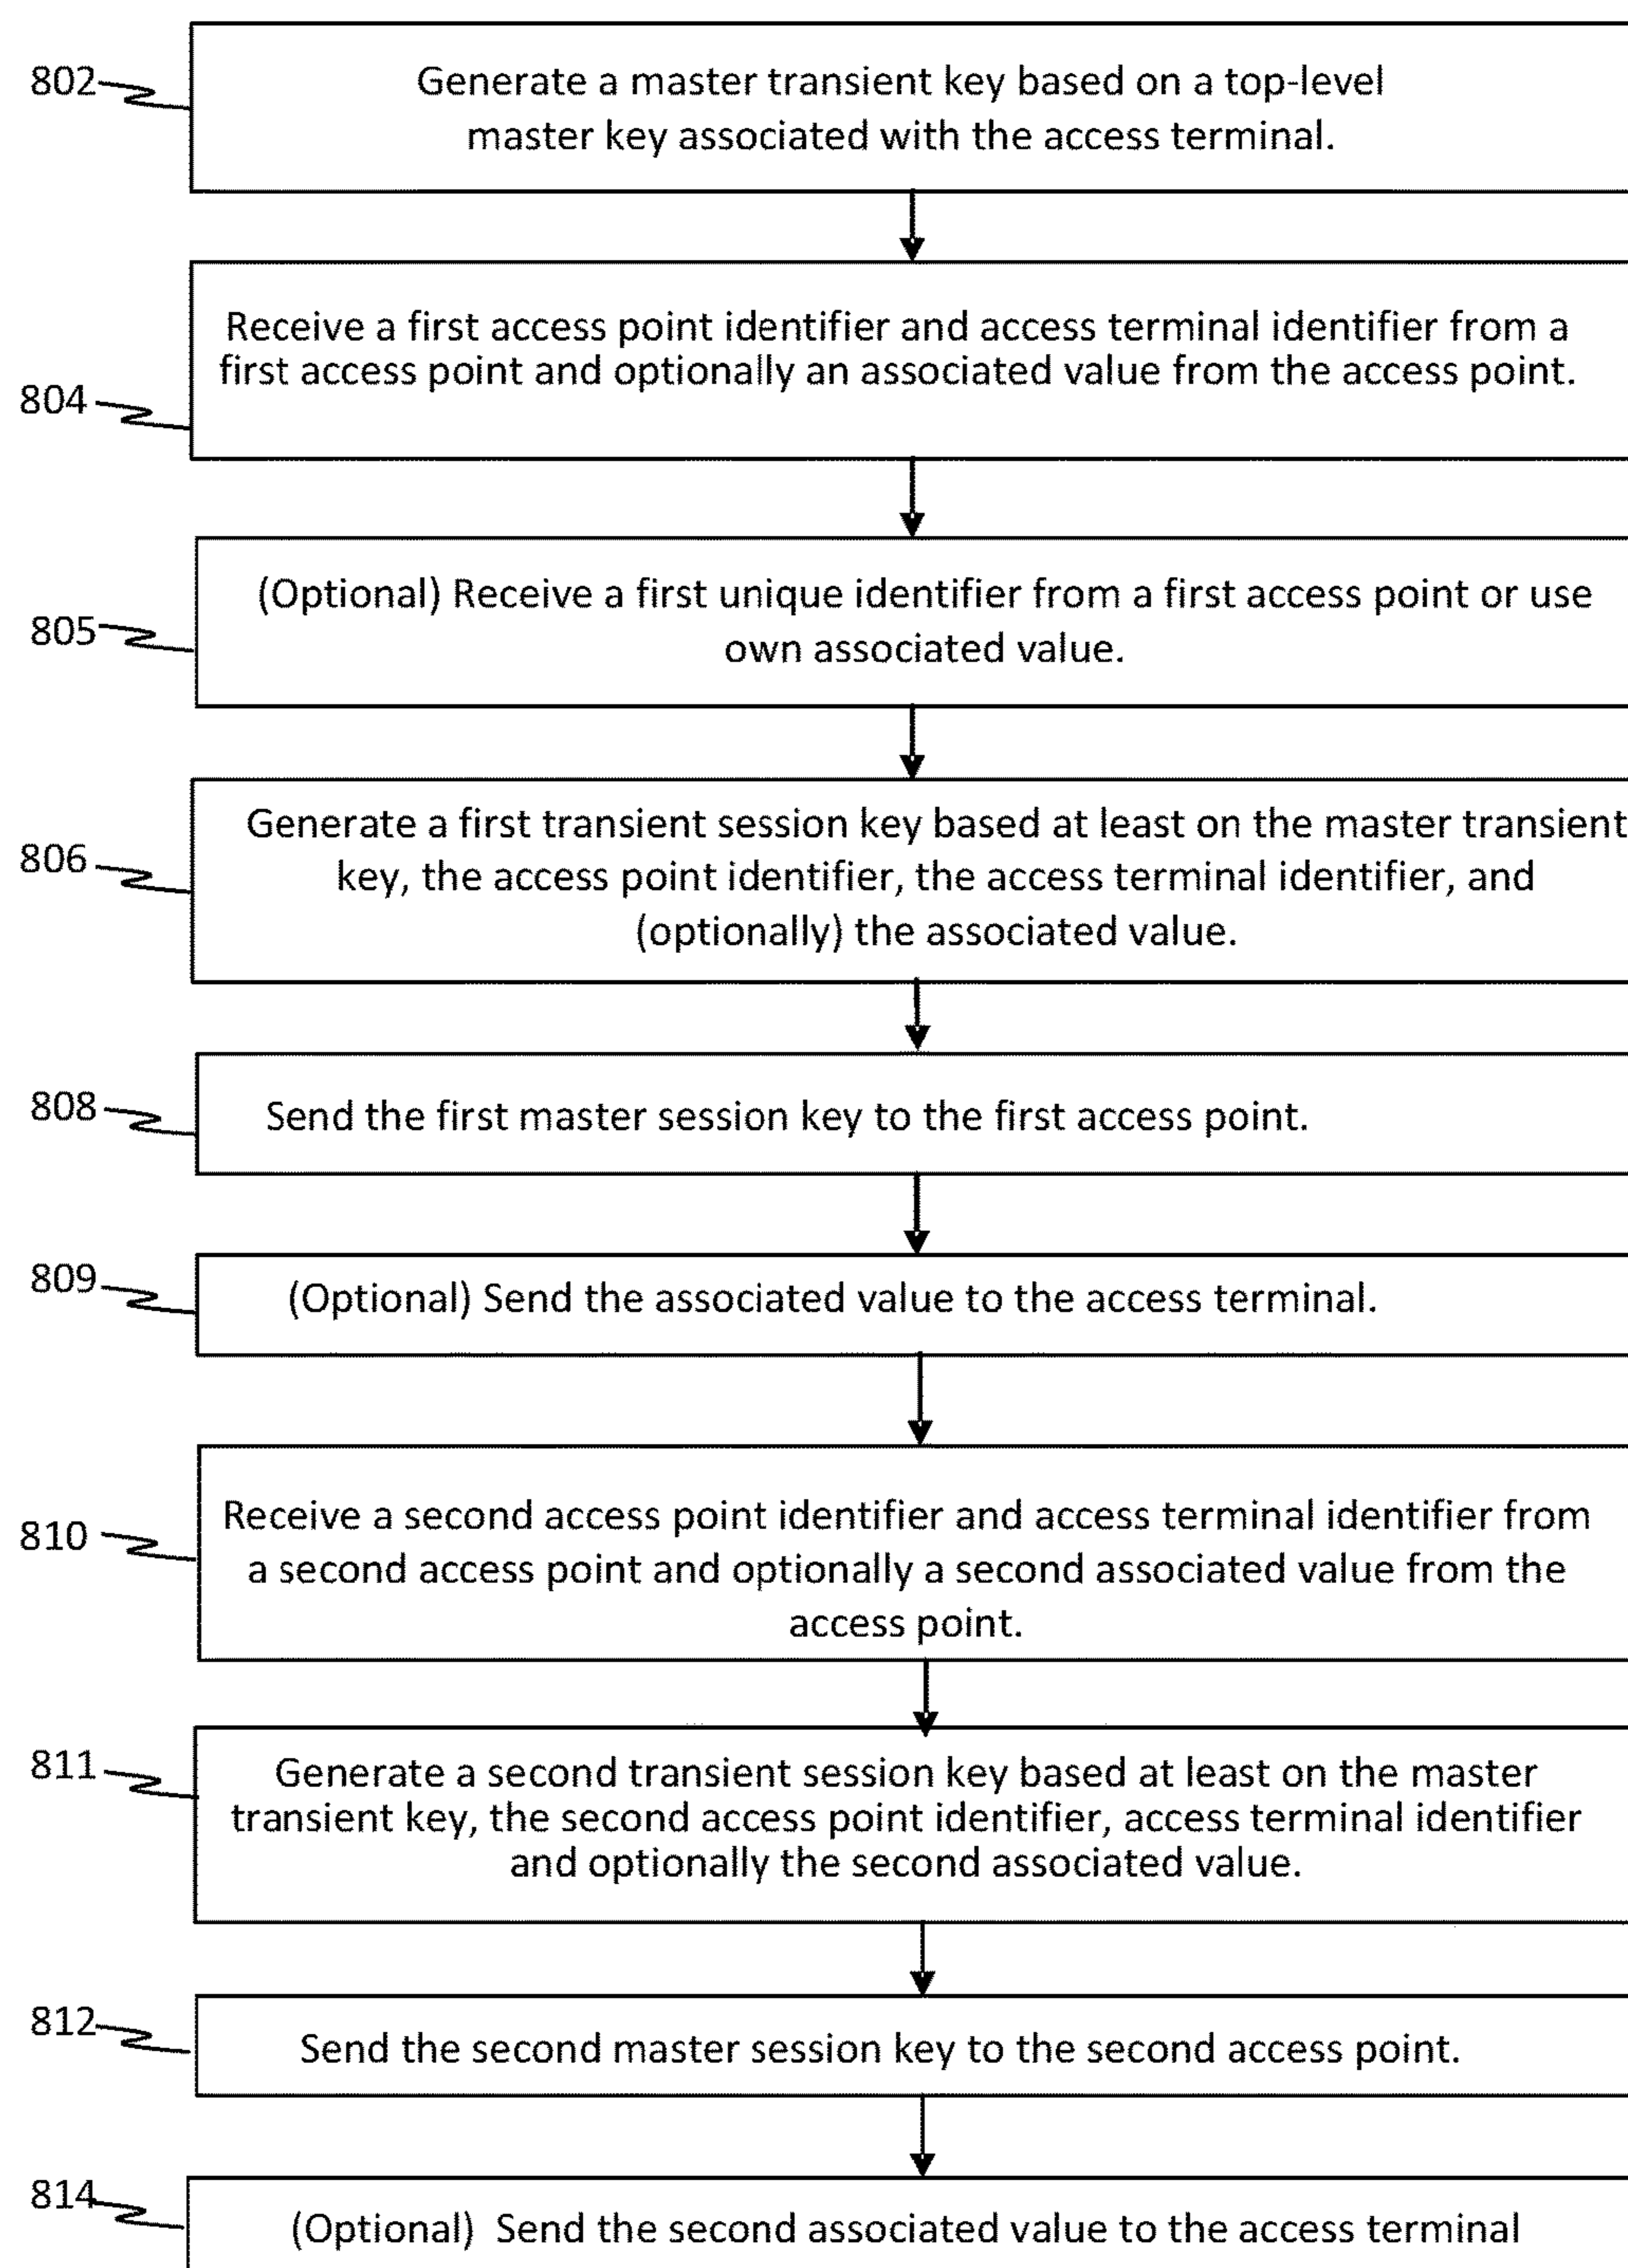 802
Generate a master transient key based on a top-level
master key associated with the access terminal.
Receive a first access point identifier and access terminal identifier from a
first access point and optionally an associated value from the access point.
804
(Optional) Receive a first unique identifier from a first access point or use
805
own associated value.
Generate a first transient session key based at least on the master transient
806
key, the access point identifier, the access terminal identifier, and
(optionally) the associated value.
808
Send the first master session key to the first access point.
809
(Optional) Send the associated value to the access terminal.
Receive a second access point identifier and access terminal identifier from
810
a second access point and optionally a second associated value from the
access point.
811
Generate a second transient session key based at least on the master
transient key, the second access point identifier, access terminal identifier
and optionally the second associated value.
812
Send the second master session key to the second access point.
814
(Optional) Send the second associated value to the access terminal